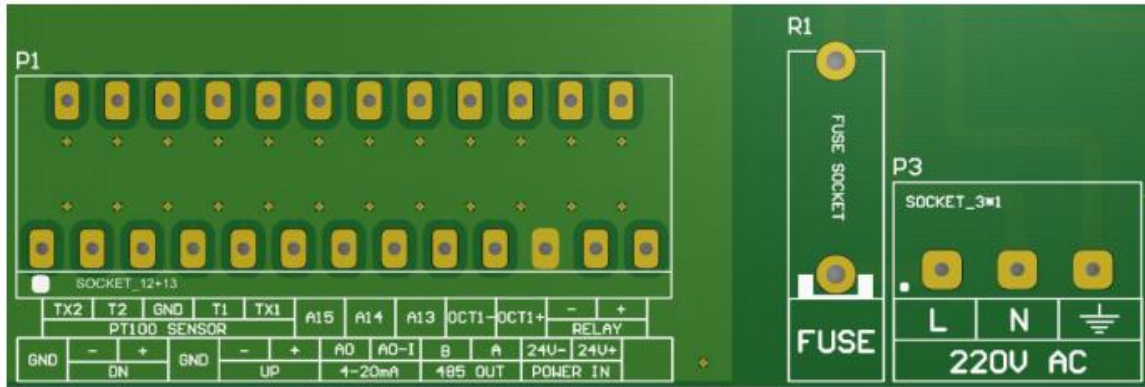 R1
P1
FUSE SOCKET
P3
SOCKET_3*1
SOCKET_12+13
TX2 T2 GND T1 TX1 A15 A14 A13 OCT1- OCT1+ - +
PT100 SENSOR RELAY
L N
FUSE
GND - + GND - + AO AO-I B A 24V- 24V+
DN UP 4-20mA 485 OUT POWER IN
220V AC